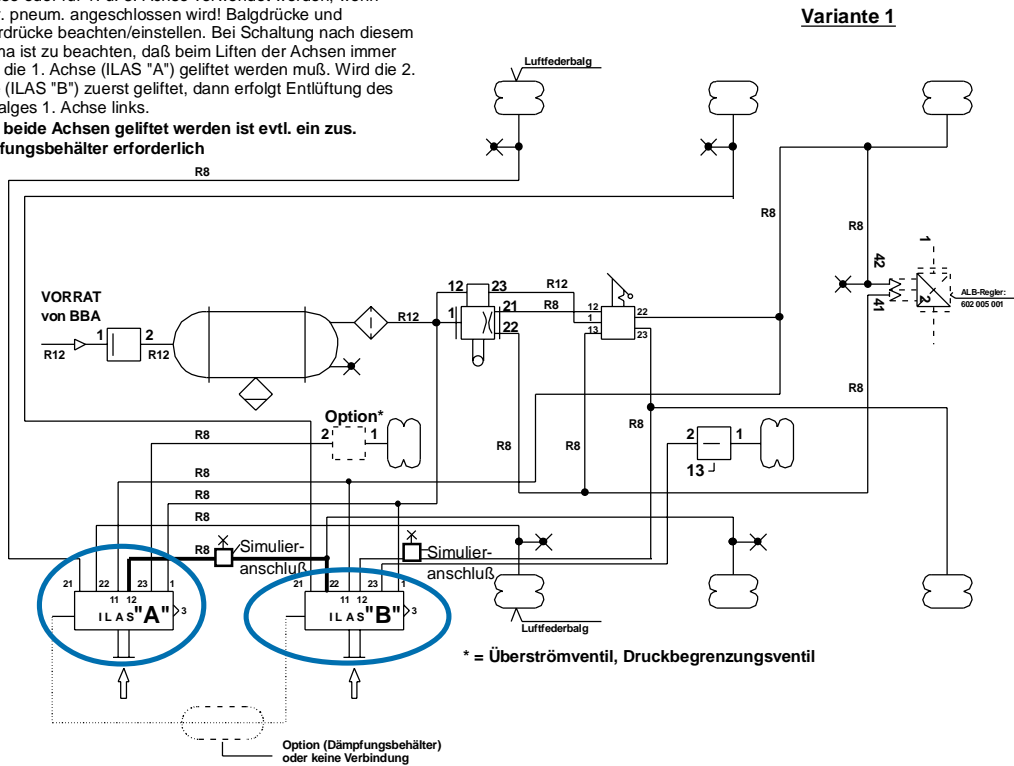 Variante 1
pneum. angeschlossen wird! Balgdrücke und
beachten/einstellen. Bei Schaltung nach diesem
ist zu beachten, daß beim Liften der Achsen immer
die 1. Achse (ILAS "A") geliftet werden muß. Wird die 2.
(ILAS "B") zuerst geliftet, dann erfolgt Entlüftung des
1. Achse links.
beide Achsen geliftet werden ist evtl. ein zus.
erforderlich
Luftfederbalg
R8
R8
R8
42
1
2
41
ALB-Regler:
602 005 001
VORRAT
von BBA
R12
1
2
R12
R12
12
23
1
21
22
R12
R8
12
1
13
22
23
R8
R8
R8
R8
R8
Option*
2
1
2
1
13
R8
R8
R8
R8
Simulier-
anschluß
Simulier-
anschluß
21
22
11
12
23
1
ILAS "A"
3
21
22
11
12
23
1
ILAS "B"
3
Luftfederbalg
* = Überströmventil, Druckbegrenzungsventil
Option (Dämpfungsbehälter)
oder keine Verbindung